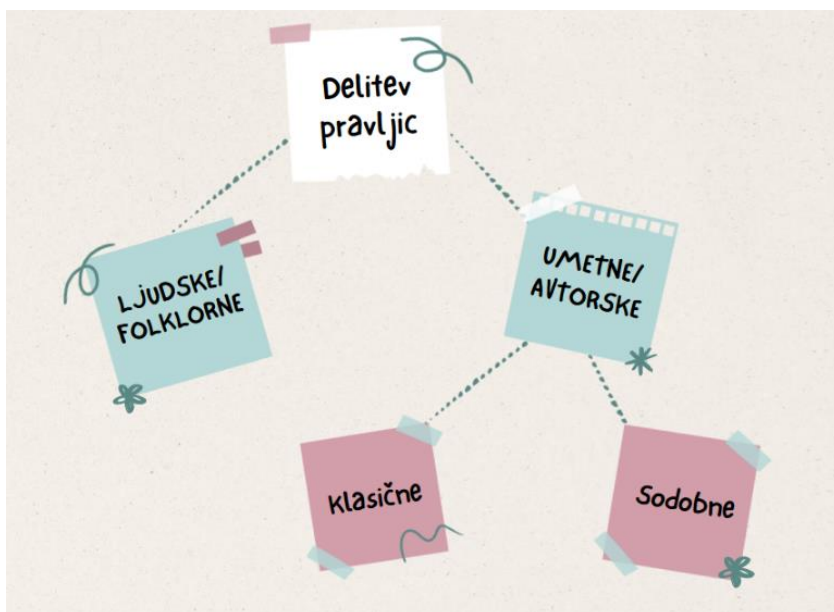 Delitev
pravljic
LJUDSKE/
FOLKLORNE
UMETNE/
AVTORSKE
Klasične
Sodobne